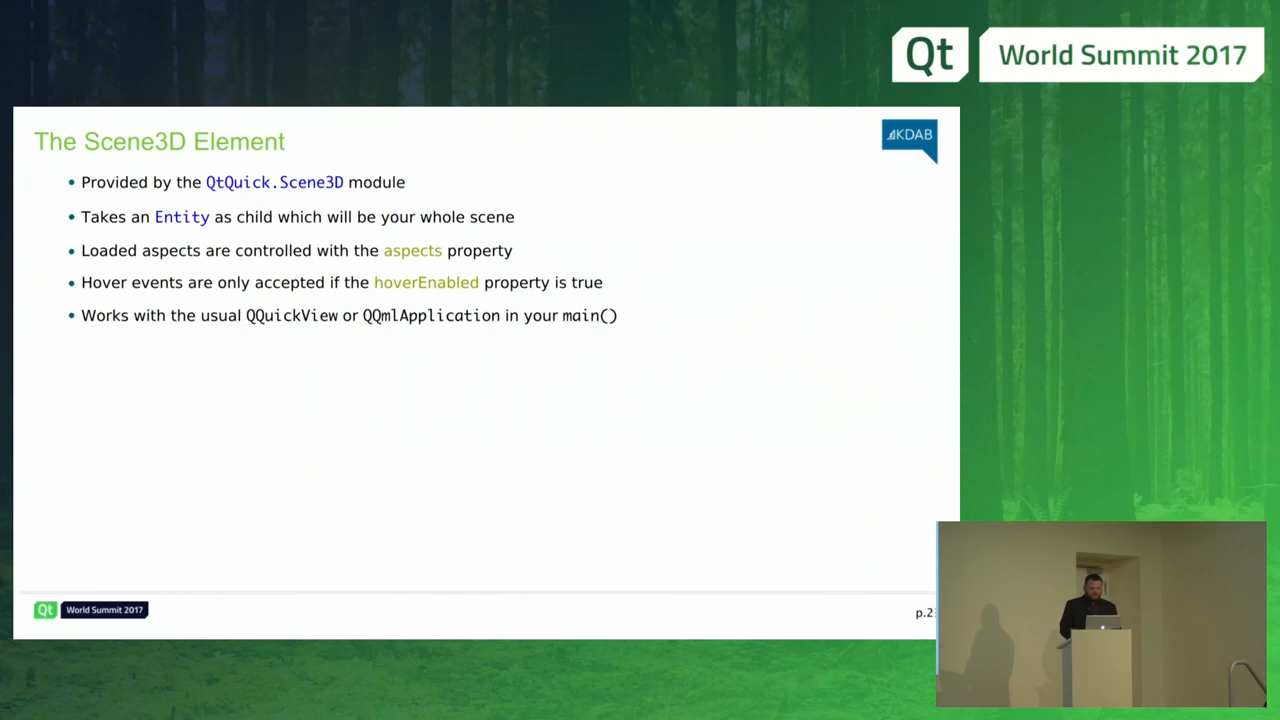 Qt World Summit 2017
The Scene3D Element
KDAB
• Provided by the QtQuick.Scene3D module
• Takes an Entity as child which will be your whole scene
• Loaded aspects are controlled with the aspects property
• Hover events are only accepted if the hoverEnabled property is true
• Works with the usual QQuickView or QQmlApplication in your main()
Qt World Summit 2017
p.2